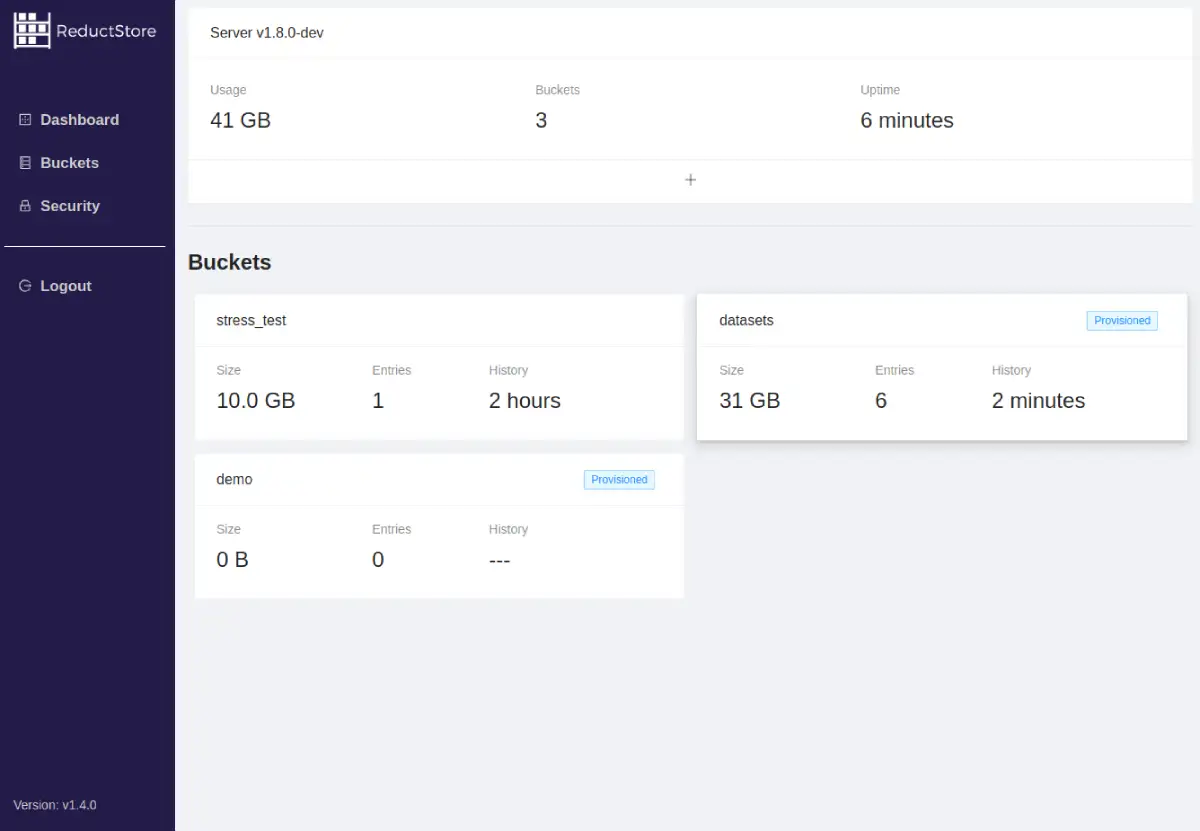 ReductStore
Dashboard
Buckets
Security
Logout
Version: v1.4.0
Server v1.8.0-dev
Usage Buckets Uptime
41 GB 3 6 minutes
+
Buckets
stress_test
Size Entries History
10.0 GB 1 2 hours
datasets Provisioned
Size Entries History
31 GB 6 2 minutes
demo Provisioned
Size Entries History
0 B 0 ---